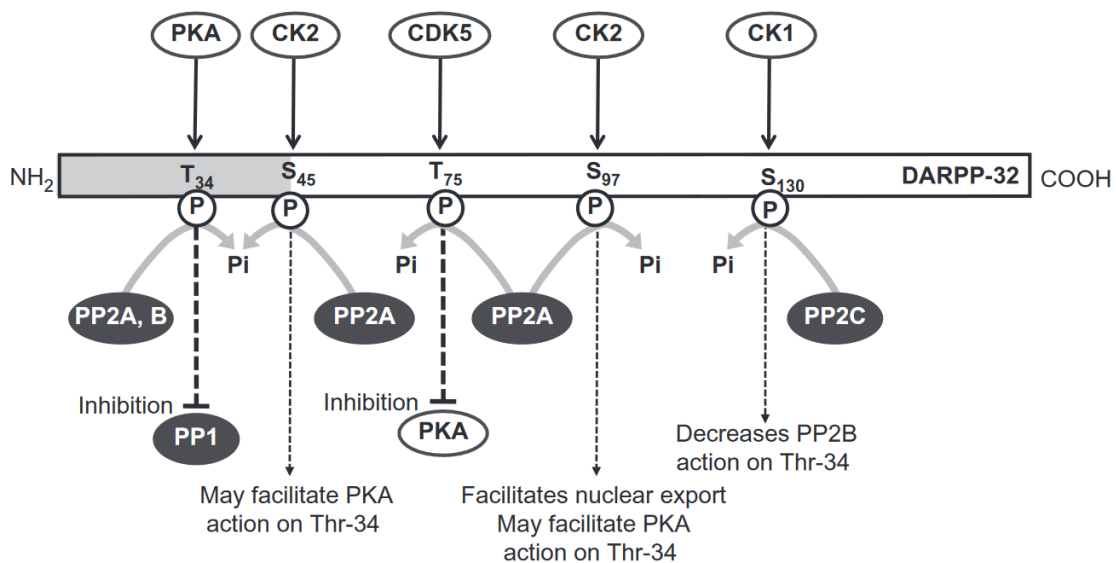 PKA CK2 CDK5 CK2 CK1
NH2 T34 S45 T75 S97 S130 DARPP-32 COOH
P P P P P
Pi Pi Pi Pi
PP2A, B PP2A PP2A PP2C
Inhibition Inhibition
PP1 PKA
Decreases PP2B
action on Thr-34
May facilitate PKA
action on Thr-34
Facilitates nuclear export
May facilitate PKA
action on Thr-34